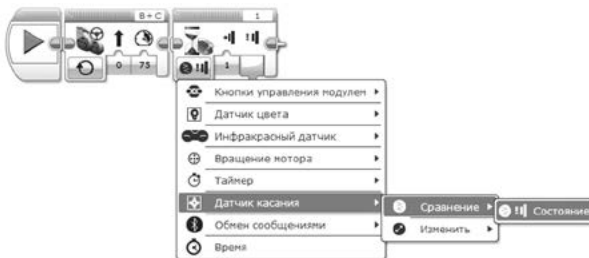 B+C
1
0 75
1
Кнопки управления модулем
Датчик цвета
Инфракрасный датчик
Вращение мотора
Таймер
Датчик касания
Сравнение
Состояние
Обмен сообщениями
Изменить
Время